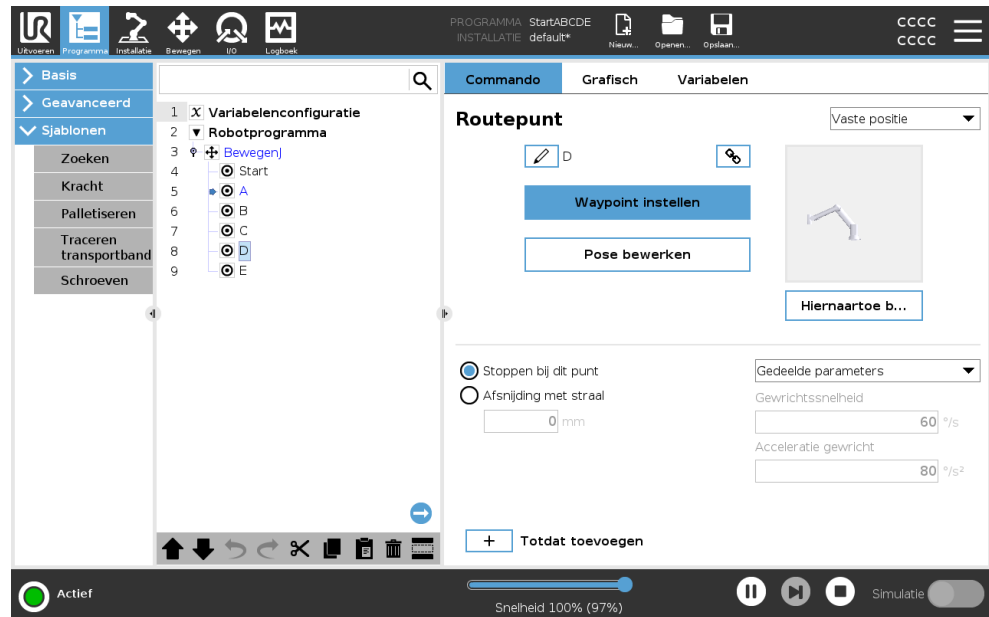 UR
Uitvoeren
Programma
Installatie
Bewegen
I/O
Logboek
PROGRAMMA StartABCDE
INSTALLATIE default*
Nieuw...
Openen...
Opslaan...
CCCC
CCCC
Basis
Geavanceerd
Sjablonen
Zoeken
Kracht
Palletiseren
Traceren
transportband
Schroeven
1 X Variabelenconfiguratie
2 Robotprogramma
3 BewegenJ
4 Start
5 A
6 B
7 C
8 D
9 E
Commando
Grafisch
Variabelen
Routepunt
Vaste positie
D
Waypoint instellen
Pose bewerken
Hiernaartoe b...
Stoppen bij dit punt
Afsnijding met straal
0 mm
Gedeelde parameters
Gewrichtssnelheid
60 °/s
Acceleratie gewricht
80 °/s²
+ Totdat toevoegen
Actief
Snelheid 100% (97%)
Simulatie